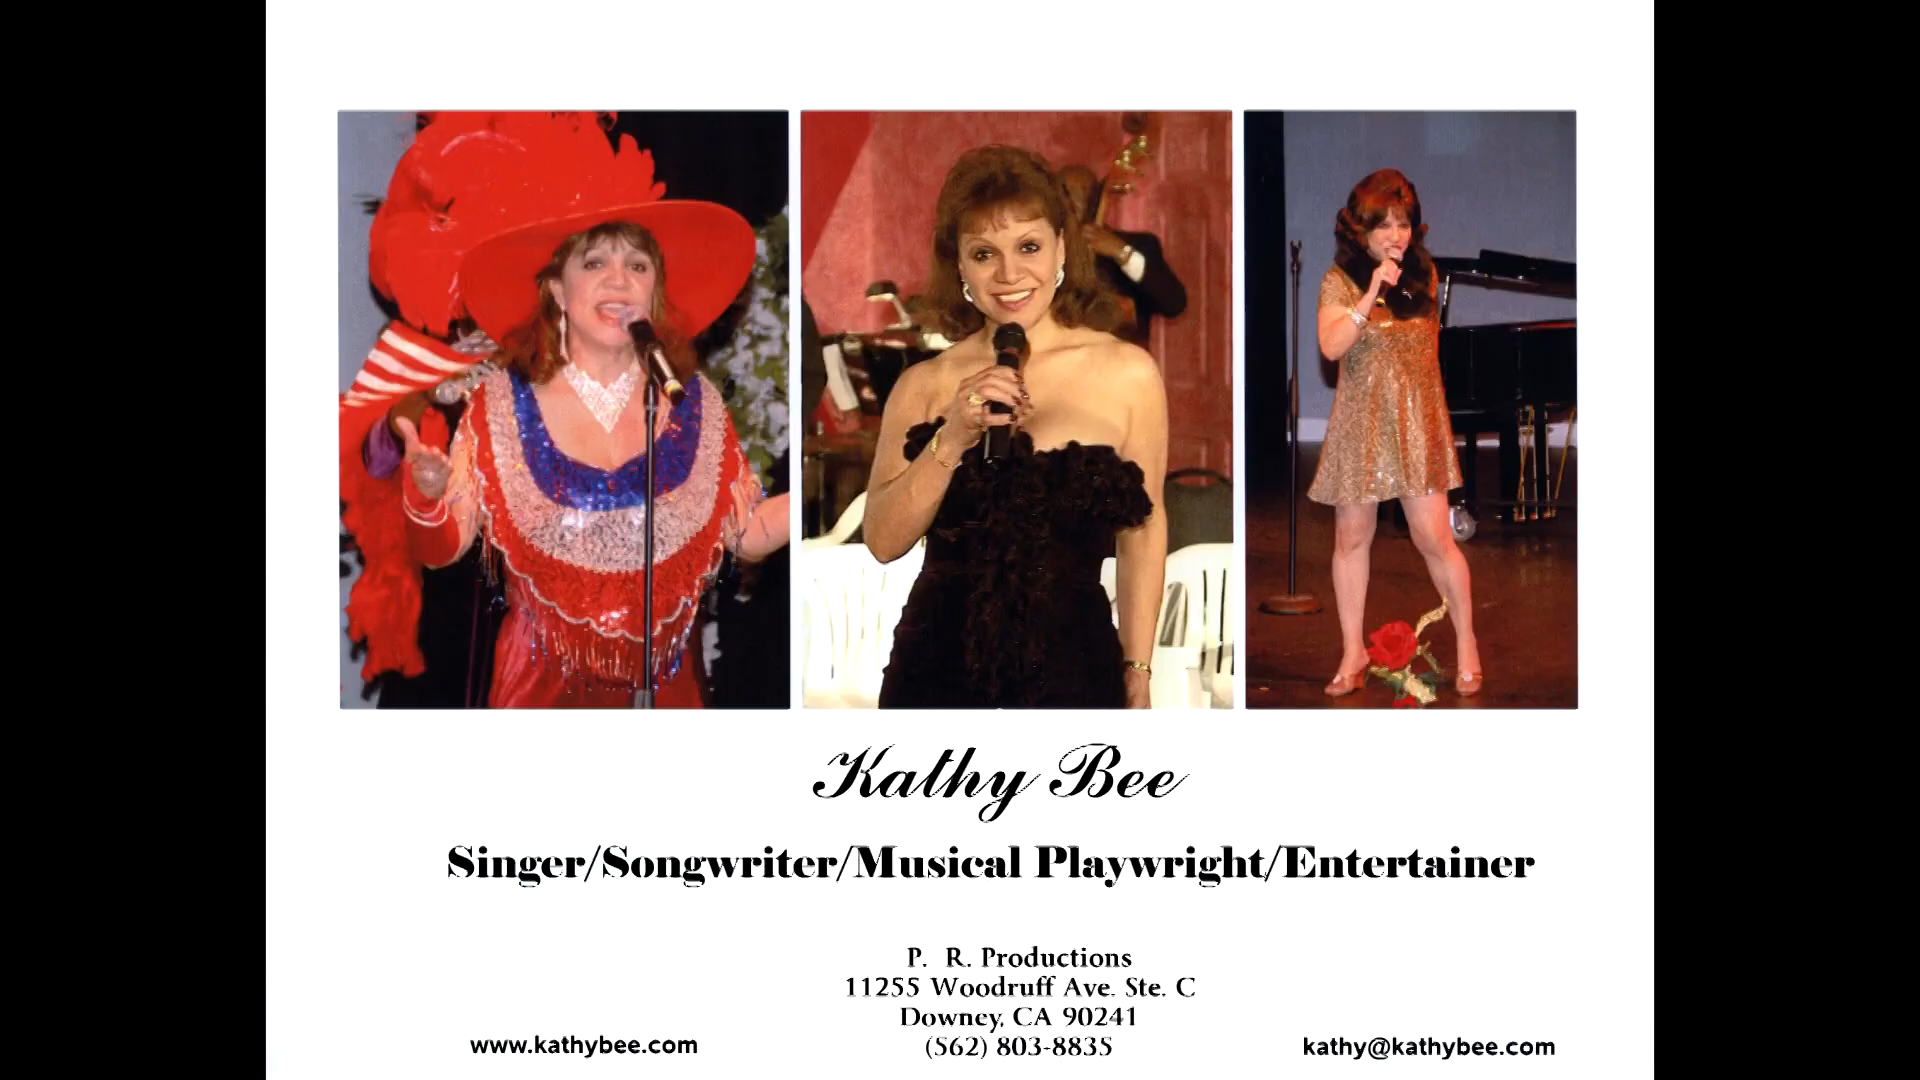 Kathy Bee
Singer/Songwriter/Musical Playwright/Entertainer
P. R. Productions
11255 Woodruff Ave. Ste. C
Downey, CA 90241
(562) 803-8835
www.kathybee.com
kathy@kathybee.com